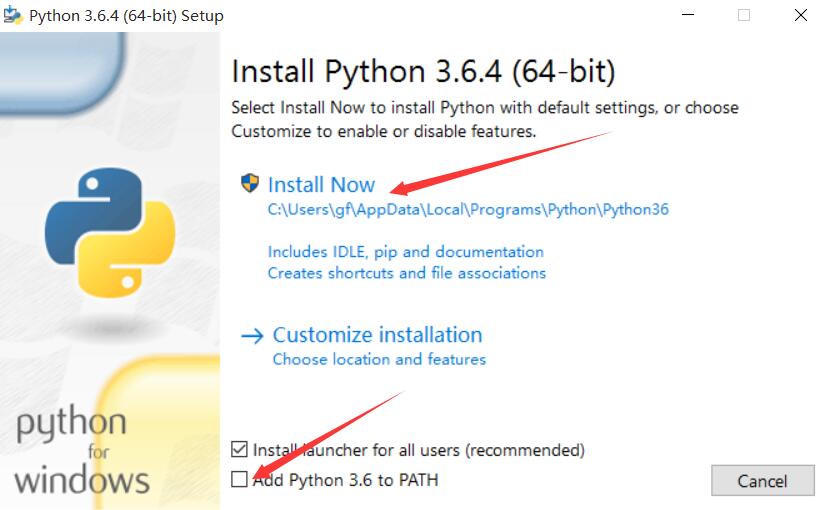 Python 3.6.4 (64-bit) Setup
Install Python 3.6.4 (64-bit)
Select Install Now to install Python with default settings, or choose
Customize to enable or disable features.
Install Now
C:\Users\gf\AppData\Local\Programs\Python\Python36
Includes IDLE, pip and documentation
Creates shortcuts and file associations
Customize installation
Choose location and features
python
for
windows
Install launcher for all users (recommended)
Add Python 3.6 to PATH
Cancel